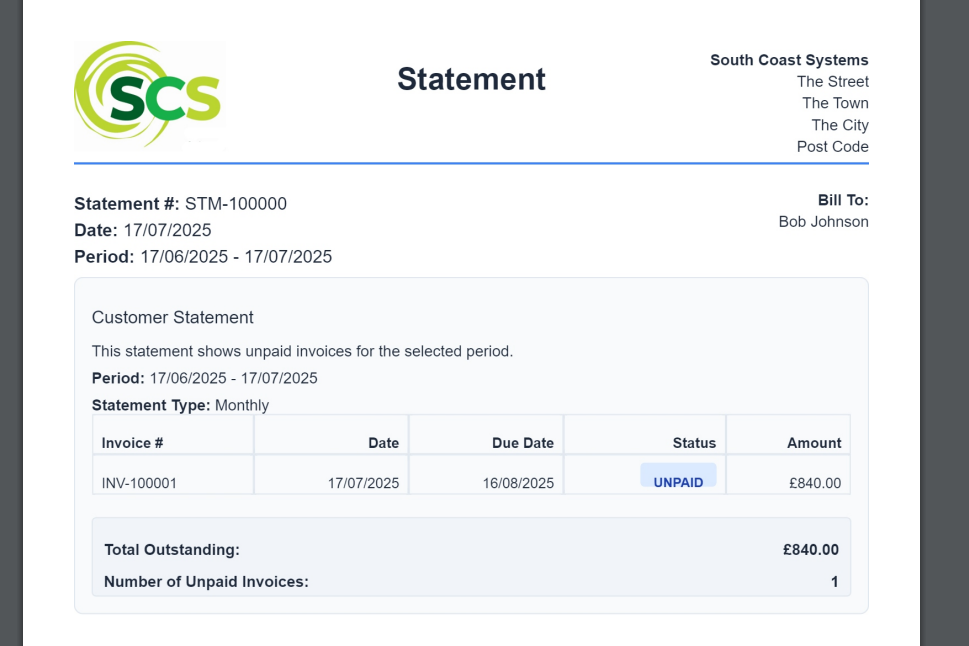 SCS
Statement
South Coast Systems
The Street
The Town
The City
Post Code
Statement #: STM-100000
Date: 17/07/2025
Period: 17/06/2025 - 17/07/2025
Bill To:
Bob Johnson
Customer Statement
This statement shows unpaid invoices for the selected period.
Period: 17/06/2025 - 17/07/2025
Statement Type: Monthly
Invoice # Date Due Date Status Amount
INV-100001 17/07/2025 16/08/2025 UNPAID £840.00
Total Outstanding: £840.00
Number of Unpaid Invoices: 1